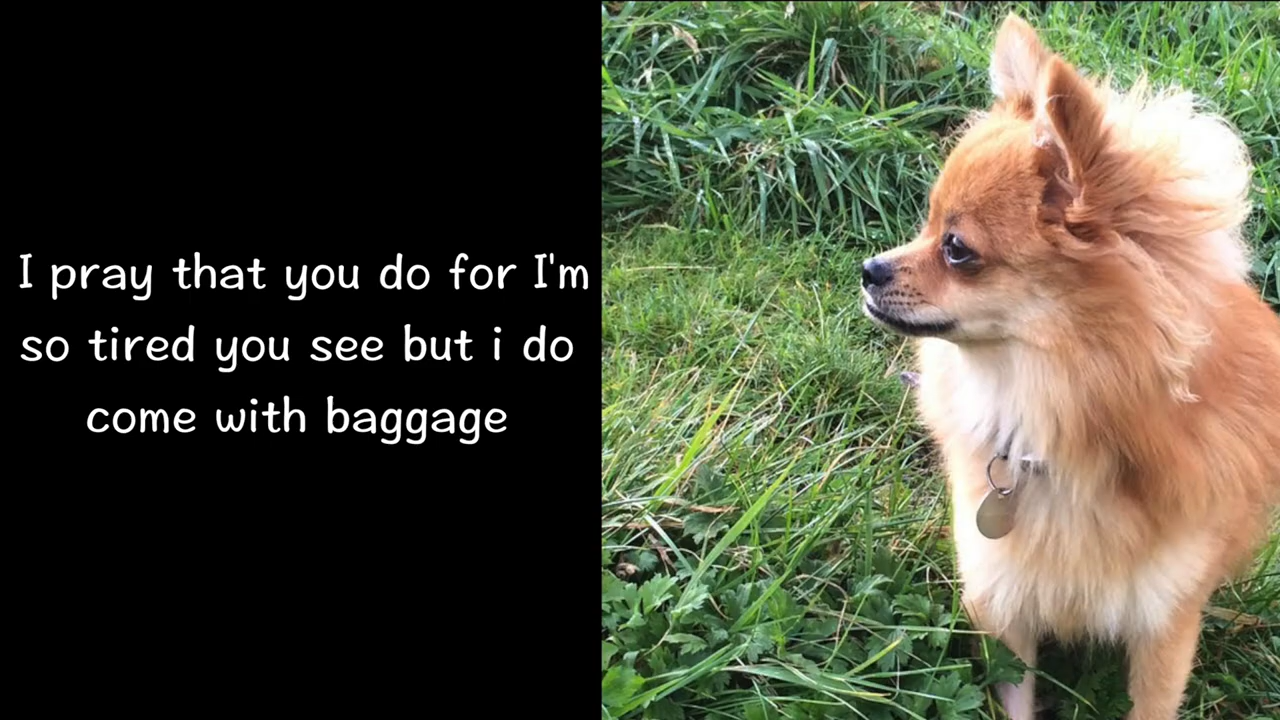 I pray that you do for I'm
so tired you see but i do
come with baggage